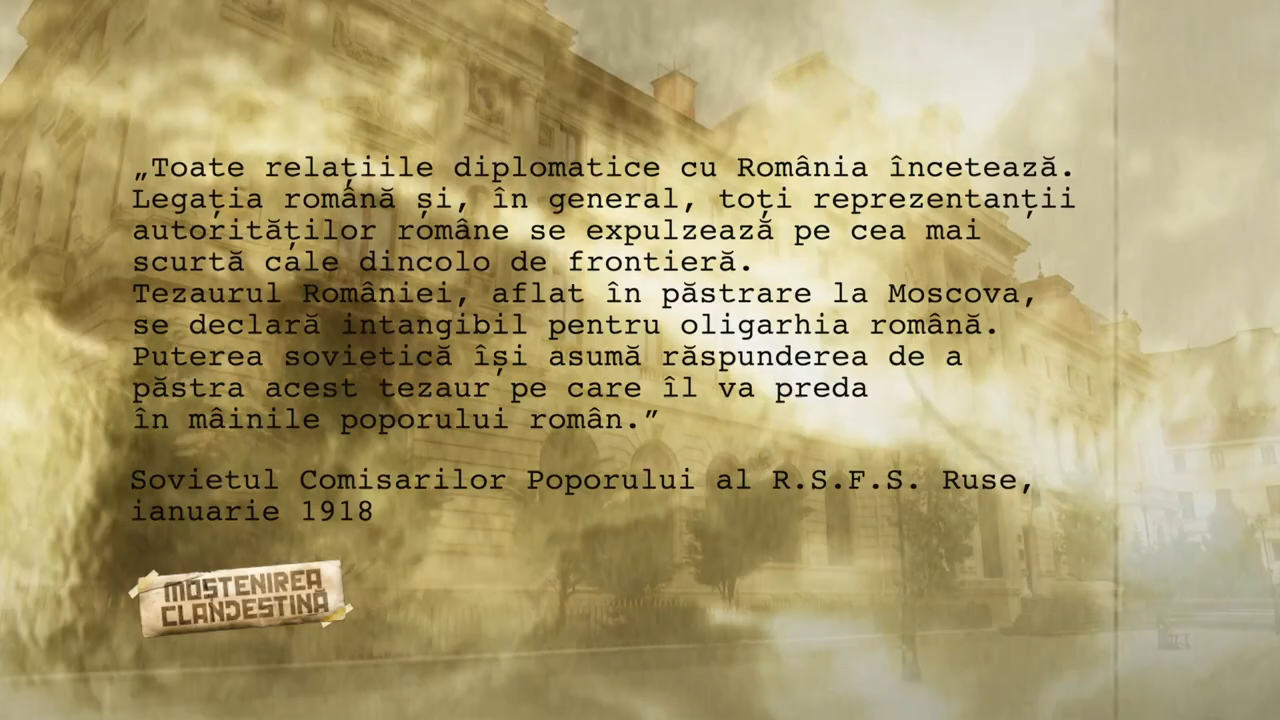 „Toate relațiile diplomatice cu România încetează.
Legația română și, în general, toți reprezentanții
autorităților române se expulzează pe cea mai
scurtă cale dincolo de frontieră.
Tezaurul României, aflat în păstrare la Moscova,
se declară intangibil pentru oligarhia română.
Puterea sovietică își asumă răspunderea de a
păstra acest tezaur pe care îl va preda
în mâinile poporului român.”
Sovietul Comisarilor Poporului al R.S.F.S. Ruse,
ianuarie 1918
MOȘTENIREA
CLANDESTINĂ